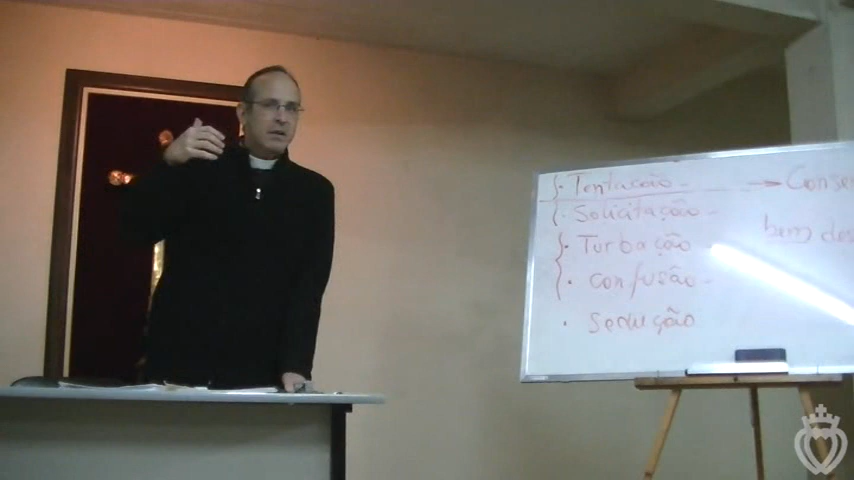 · Tentação - → Conse
· Solicitação -
· Turbação
bem des
· confusão -
· Sedução